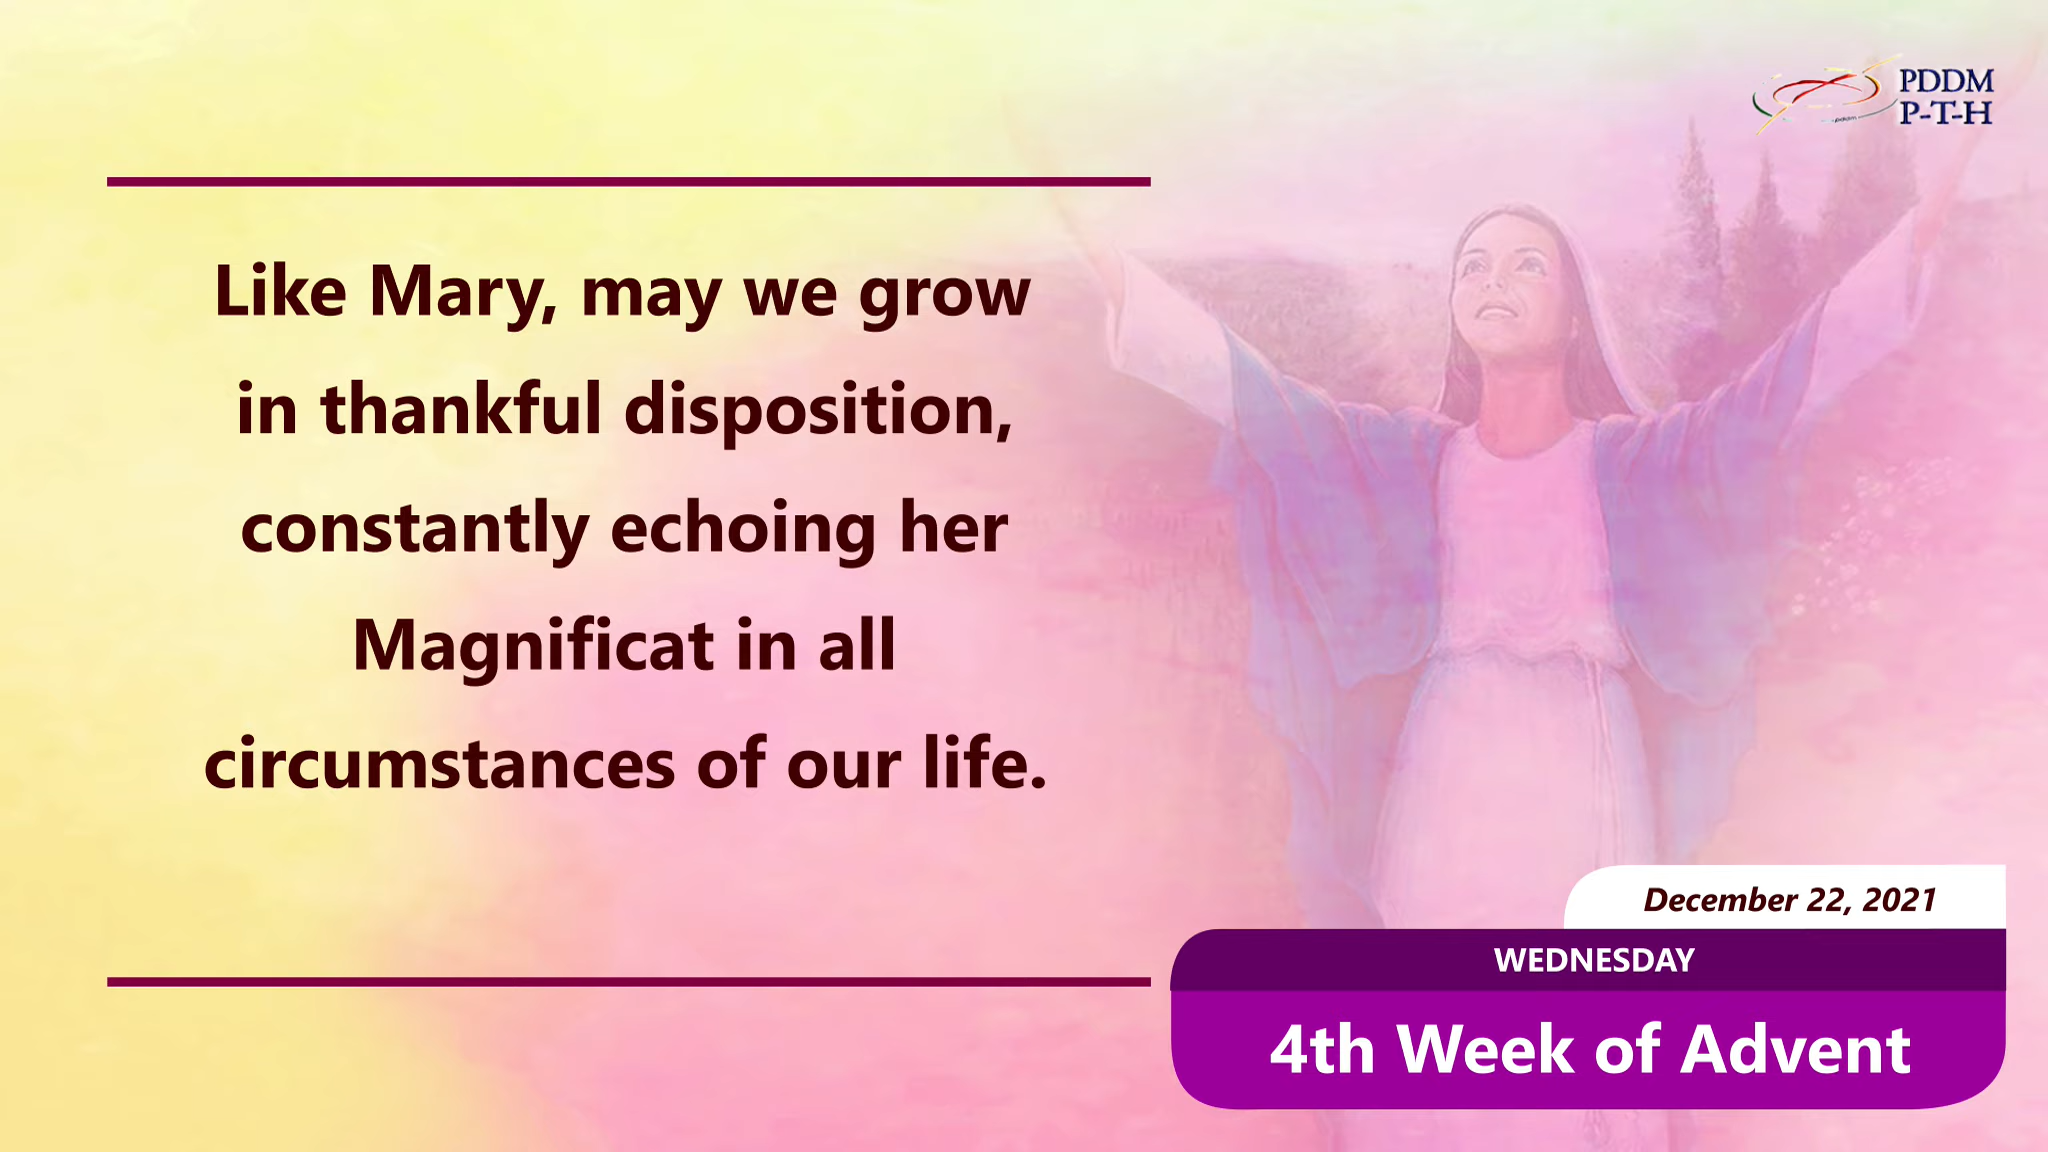 PDDM
P-T-H
pddm
Like Mary, may we grow
in thankful disposition,
constantly echoing her
Magnificat in all
circumstances of our life.
December 22, 2021
WEDNESDAY
4th Week of Advent